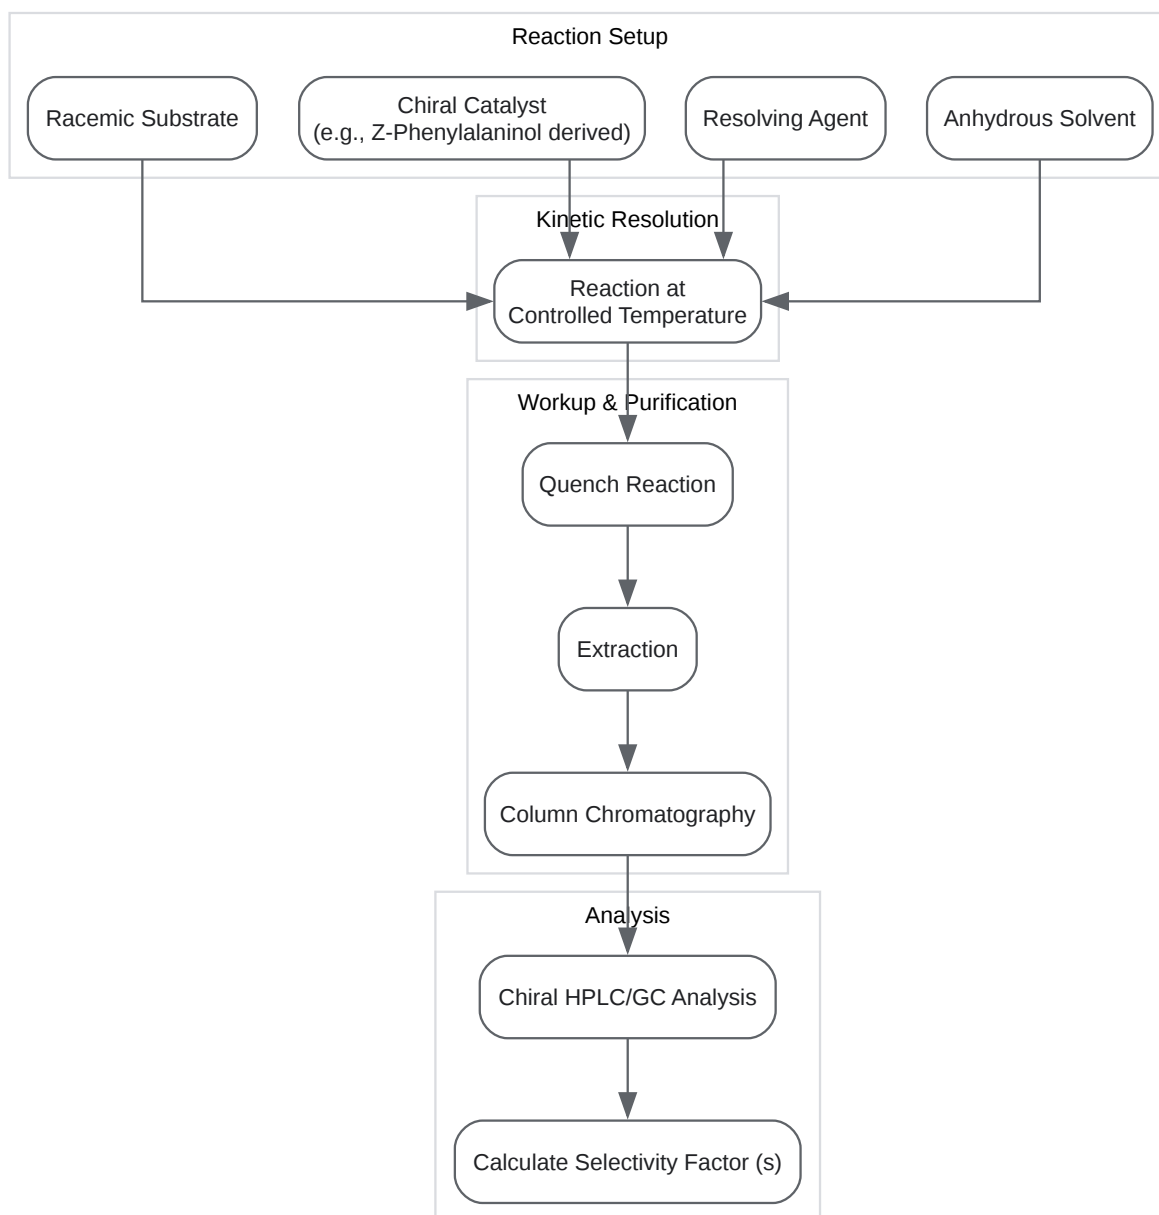 Reaction Setup
Racemic Substrate
Chiral Catalyst
(e.g., Z-Phenylalaninol derived)
Resolving Agent
Anhydrous Solvent
Kinetic Resolution
Reaction at
Controlled Temperature
Workup & Purification
Quench Reaction
Extraction
Column Chromatography
Analysis
Chiral HPLC/GC Analysis
Calculate Selectivity Factor (s)